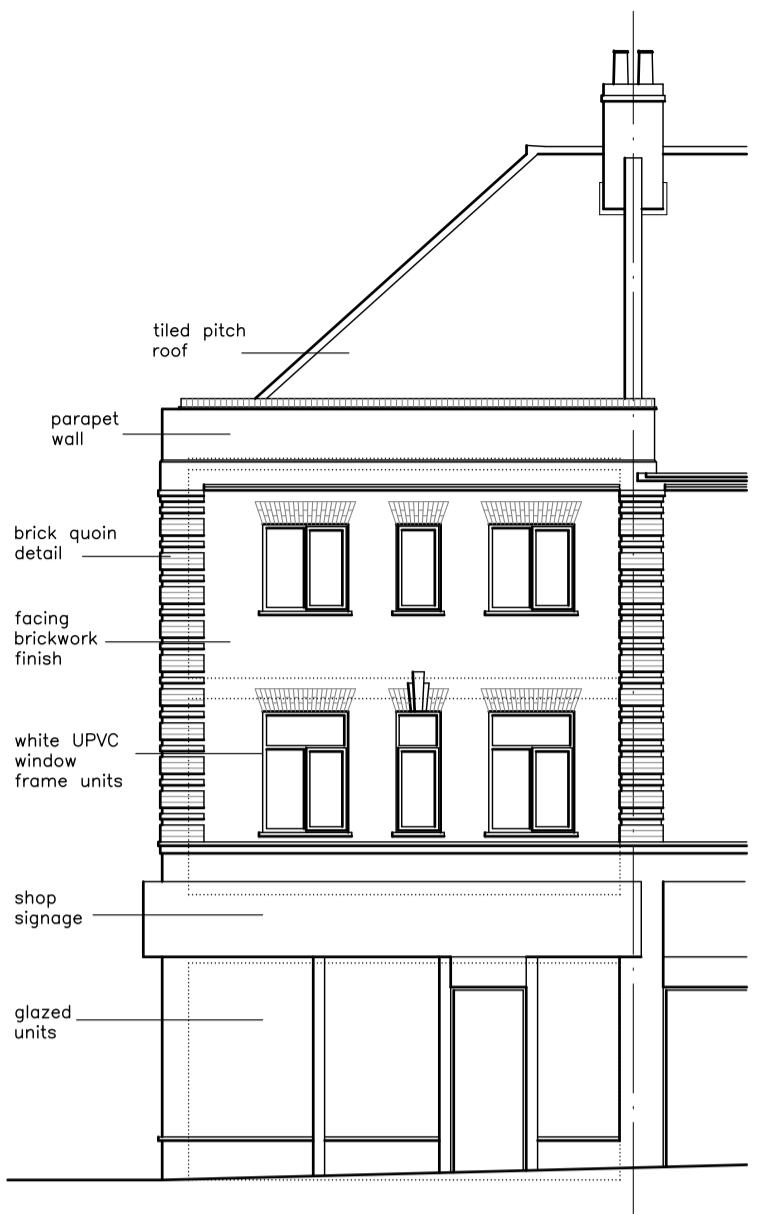 tiled pitch
roof
parapet
wall
brick quoin
detail
facing
brickwork
finish
white UPVC
window
frame units
shop
signage
glazed
units